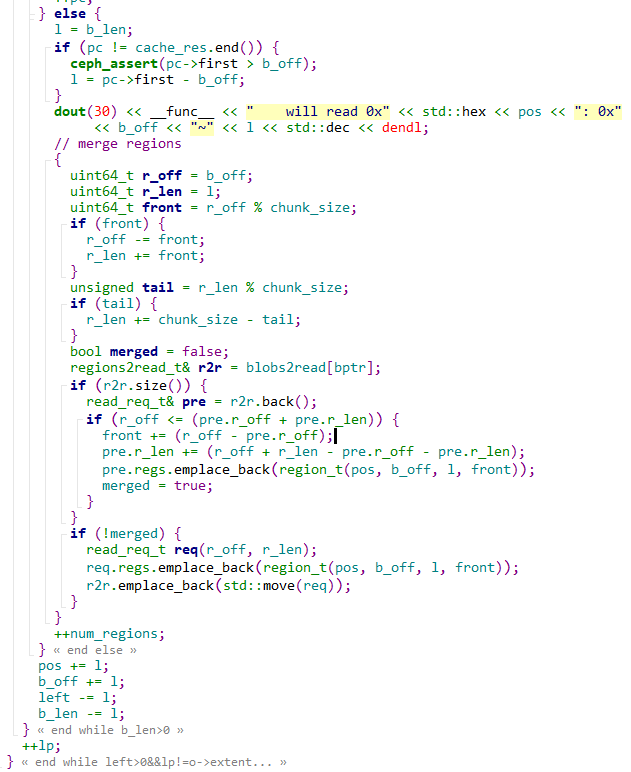 } else {
l = b_len;
if (pc != cache_res.end()) {
ceph_assert(pc->first > b_off);
l = pc->first - b_off;
}
dout(30) << __func__ << "    will read 0x" << std::hex << pos << ": 0x"
<< b_off << "~" << l << std::dec << dendl;
// merge regions
{
uint64_t r_off = b_off;
uint64_t r_len = l;
uint64_t front = r_off % chunk_size;
if (front) {
r_off -= front;
r_len += front;
}
unsigned tail = r_len % chunk_size;
if (tail) {
r_len += chunk_size - tail;
}
bool merged = false;
regions2read_t& r2r = blobs2read[bptr];
if (r2r.size()) {
read_req_t& pre = r2r.back();
if (r_off <= (pre.r_off + pre.r_len)) {
front += (r_off - pre.r_off);
pre.r_len += (r_off + r_len - pre.r_off - pre.r_len);
pre.regs.emplace_back(region_t(pos, b_off, l, front));
merged = true;
}
}
if (!merged) {
read_req_t req(r_off, r_len);
req.regs.emplace_back(region_t(pos, b_off, l, front));
r2r.emplace_back(std::move(req));
}
}
++num_regions;
} « end else »
pos += l;
b_off += l;
left -= l;
b_len -= l;
} « end while b_len>0 »
++lp;
} « end while left>0&&lp!=o->extent... »